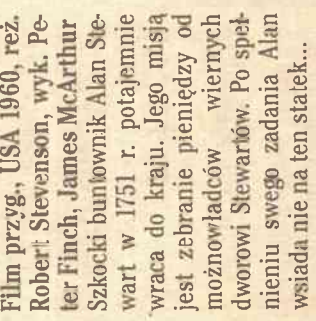 Film przyg., USA 1960, reż.
Robert Stevenson, wyk. Pe-
ter Finch, James McArthur
Szkocki buntownik Alan Ste-
wart w 1751 r. potajemnie
wraca do kraju. Jego misją
jest zebranie pieniędzy od
możnowładców wiernych
dworowi Stewartów. Po speł-
nieniu swego zadania Alan
wsiada nie na ten statek...